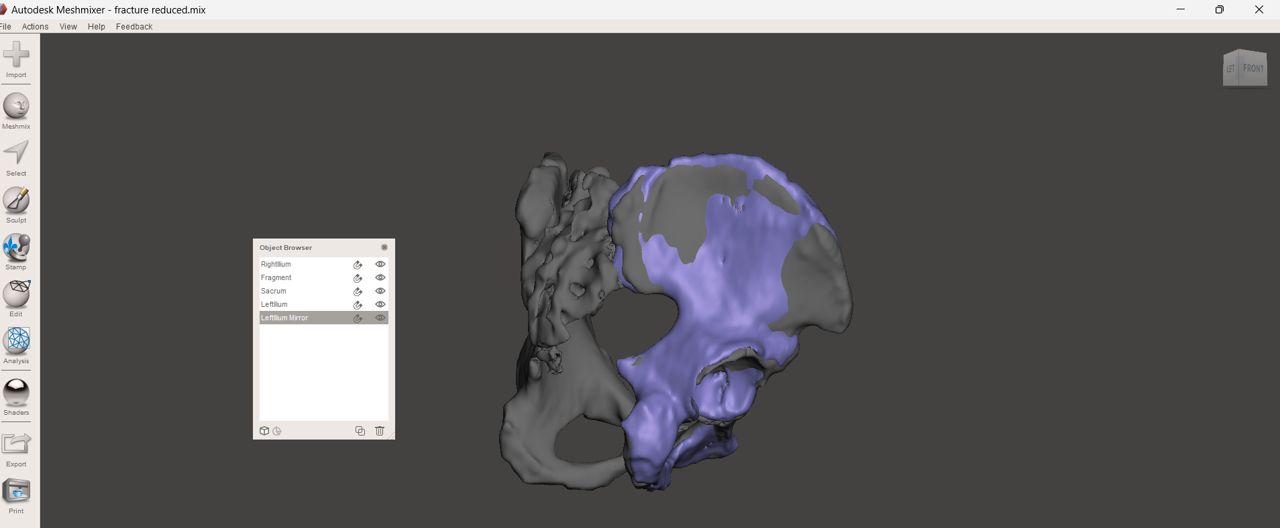 Autodesk Meshmixer - fracture reduced.mix
File Actions View Help Feedback
Import
Meshmix
Select
Sculpt
Stamp
Edit
Analysis
Shaders
Export
Print
Object Browser
RightIlium
Fragment
Sacrum
LeftIlium
LeftIlium Mirror
FRONT